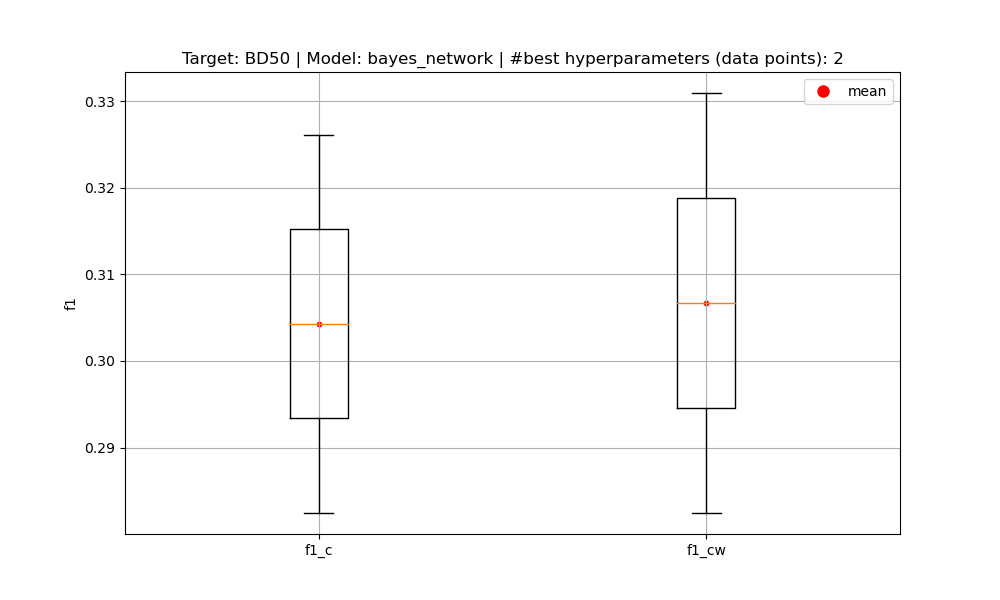 Target: BD50 | Model: bayes_network | #best hyperparameters (data points): 2
mean
0.33
0.32
0.31
0.30
0.29
f1
f1_c
f1_cw